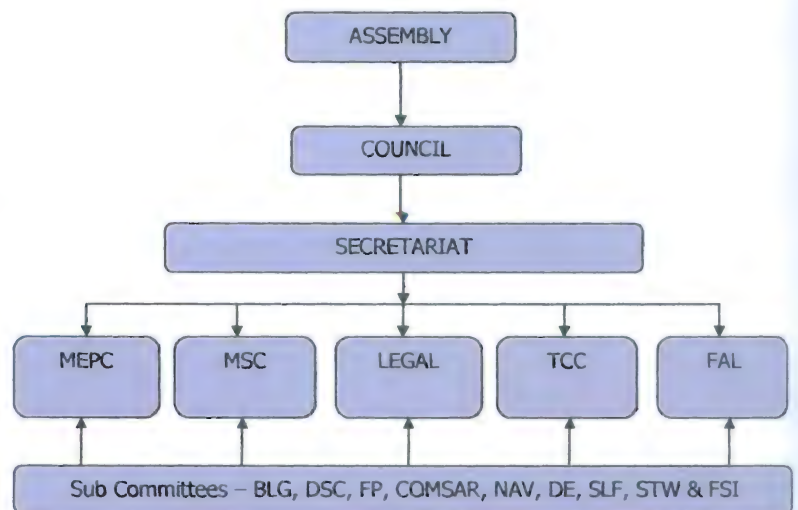 ASSEMBLY
COUNCIL
SECRETARIAT
MEPC
MSC
LEGAL
TCC
FAL
Sub Committees – BLG, DSC, FP, COMSAR, NAV, DE, SLF, STW & FSI